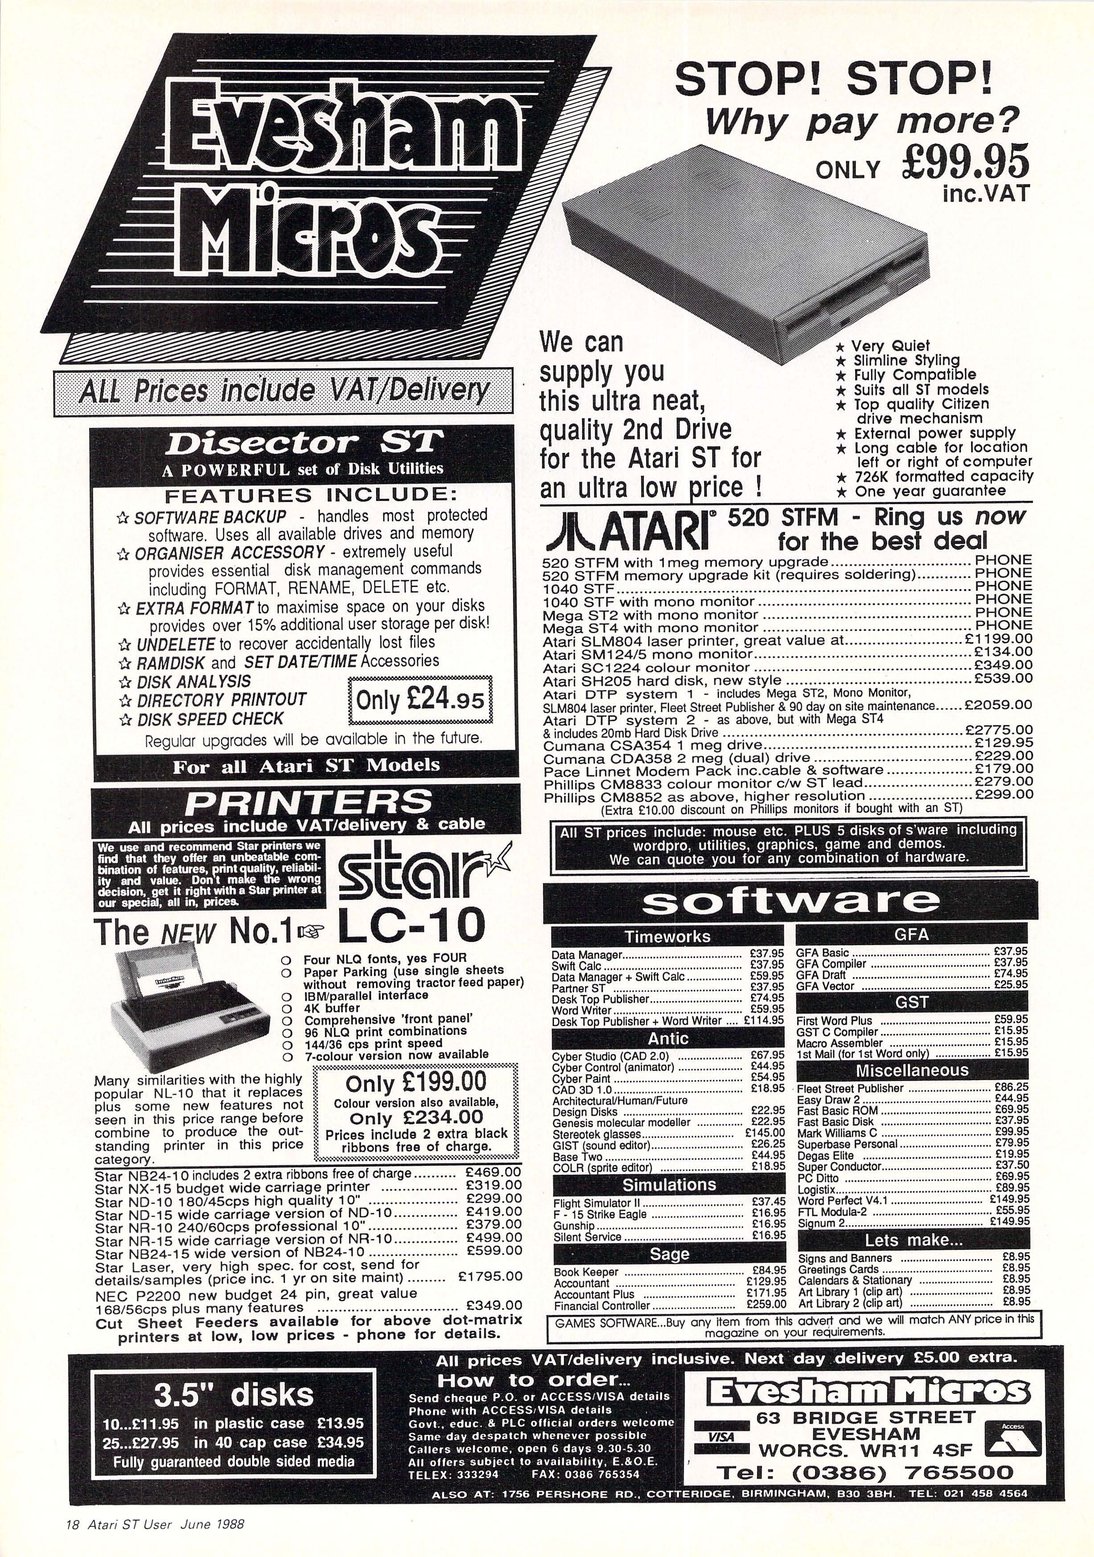 Evesham
Micros
STOP! STOP!
Why pay more?
ONLY £99.95
inc.VAT
We can
supply you
this ultra neat,
quality 2nd Drive
for the Atari ST for
an ultra low price !
★ Very Quiet
★ Slimline Styling
★ Fully Compatible
★ Suits all ST models
★ Top quality Citizen
drive mechanism
★ External power supply
★ Long cable for location
left or right of computer
★ 726K formatted capacity
★ One year guarantee
ALL Prices include VAT/Delivery
Disector ST
A POWERFUL set of Disk Utilities
FEATURES INCLUDE:
☆ SOFTWARE BACKUP - handles most protected
software. Uses all available drives and memory
☆ ORGANISER ACCESSORY - extremely useful
provides essential disk management commands
including FORMAT, RENAME, DELETE etc.
☆ EXTRA FORMAT to maximise space on your disks
provides over 15% additional user storage per disk!
☆ UNDELETE to recover accidentally lost files
☆ RAMDISK and SET DATE/TIME Accessories
☆ DISK ANALYSIS
☆ DIRECTORY PRINTOUT
☆ DISK SPEED CHECK
Only £24.95
Regular upgrades will be available in the future.
For all Atari ST Models
PRINTERS
All prices include VAT/delivery & cable
We use and recommend Star printers we
find that they offer an unbeatable com-
bination of features, print quality, reliabil-
ity and value. Don't make the wrong
decision, get it right with a Star printer at
our special, all in, prices.
star
The NEW No.1☞ LC-10
Evesham Micros
○ Four NLQ fonts, yes FOUR
○ Paper Parking (use single sheets
without removing tractor feed paper)
○ IBM/parallel interface
○ 4K buffer
○ Comprehensive 'front panel'
○ 96 NLQ print combinations
○ 144/36 cps print speed
○ 7-colour version now available
Many similarities with the highly
popular NL-10 that it replaces
plus some new features not
seen in this price range before
combine to produce the out-
standing printer in this price
category.
Only £199.00
Colour version also available,
Only £234.00
Prices include 2 extra black
ribbons free of charge.
Star NB24-10 includes 2 extra ribbons free of charge.......... £469.00
Star NX-15 budget wide carriage printer .................. £319.00
Star ND-10 180/45cps high quality 10" .................. £299.00
Star ND-15 wide carriage version of ND-10.............. £419.00
Star NR-10 240/60cps professional 10".................. £379.00
Star NR-15 wide carriage version of NR-10.............. £499.00
Star NB24-15 wide version of NB24-10 .................. £599.00
Star Laser, very high spec. for cost, send for
details/samples (price inc. 1 yr on site maint) ........ £1795.00
NEC P2200 new budget 24 pin, great value
168/56cps plus many features .................. £349.00
Cut Sheet Feeders available for above dot-matrix
printers at low, low prices - phone for details.
ATARI® 520 STFM - Ring us now
for the best deal
520 STFM with 1meg memory upgrade.................. PHONE
520 STFM memory upgrade kit (requires soldering)........... PHONE
1040 STF.................. PHONE
1040 STF with mono monitor.................. PHONE
Mega ST2 with mono monitor.................. PHONE
Mega ST4 with mono monitor.................. PHONE
Atari SLM804 laser printer, great value at.................. £1199.00
Atari SM124/5 mono monitor.................. £134.00
Atari SC1224 colour monitor.................. £349.00
Atari SH205 hard disk, new style.................. £539.00
Atari DTP system 1 - includes Mega ST2, Mono Monitor,
SLM804 laser printer, Fleet Street Publisher & 90 day on site maintenance...... £2059.00
Atari DTP system 2 - as above, but with Mega ST4
& includes 20mb Hard Disk Drive .................. £2775.00
Cumana CSA354 1 meg drive.................. £129.95
Cumana CDA358 2 meg (dual) drive.................. £229.00
Pace Linnet Modem Pack inc.cable & software.................. £179.00
Phillips CM8833 colour monitor c/w ST lead.................. £279.00
Phillips CM8852 as above, higher resolution .................. £299.00
(Extra £10.00 discount on Phillips monitors if bought with an ST)
All ST prices include: mouse etc. PLUS 5 disks of s'ware including
wordpro, utilities, graphics, game and demos.
We can quote you for any combination of hardware.
software
Timeworks
Data Manager.................. £37.95
Swift Calc.................. £37.95
Data Manager + Swift Calc.................. £59.95
Partner ST.................. £37.95
Desk Top Publisher.................. £74.95
Word Writer.................. £59.95
Desk Top Publisher + Word Writer .... £114.95
Antic
Cyber Studio (CAD 2.0) .................. £67.95
Cyber Control (animator) .................. £44.95
Cyber Paint.................. £54.95
CAD 3D 1.0.................. £18.95
Architectural/Human/Future
Design Disks .................. £22.95
Genesis molecular modeller .................. £22.95
Stereotek glasses.................. £145.00
GIST (sound editor).................. £26.25
Base Two.................. £44.95
COLR (sprite editor) .................. £18.95
Simulations
Flight Simulator II.................. £37.45
F - 15 Strike Eagle .................. £16.95
Gunship.................. £16.95
Silent Service.................. £16.95
Sage
Book Keeper .................. £84.95
Accountant .................. £129.95
Accountant Plus .................. £171.95
Financial Controller.................. £259.00
GFA
GFA Basic.................. £37.95
GFA Compiler .................. £37.95
GFA Draft .................. £74.95
GFA Vector .................. £25.95
GST
First Word Plus .................. £59.95
GST C Compiler.................. £15.95
Macro Assembler .................. £15.95
1st Mail (for 1st Word only) .................. £15.95
Miscellaneous
Fleet Street Publisher .................. £86.25
Easy Draw 2.................. £44.95
Fast Basic ROM.................. £69.95
Fast Basic Disk.................. £37.95
Mark Williams C .................. £99.95
Superbase Personal.................. £79.95
Degas Elite .................. £19.95
Super Conductor.................. £37.50
PC Ditto .................. £69.95
Logistix.................. £89.95
Word Perfect V4.1.................. £149.95
FTL Modula-2 .................. £55.95
Signum 2.................. £149.95
Lets make...
Signs and Banners .................. £8.95
Greetings Cards.................. £8.95
Calendars & Stationary .................. £8.95
Art Library 1 (clip art) .................. £8.95
Art Library 2 (clip art) .................. £8.95
GAMES SOFTWARE...Buy any item from this advert and we will match ANY price in this
magazine on your requirements.
All prices VAT/delivery inclusive. Next day delivery £5.00 extra.
3.5" disks
10...£11.95 in plastic case £13.95
25...£27.95 in 40 cap case £34.95
Fully guaranteed double sided media
How to order...
Send cheque P.O. or ACCESS/VISA details
Phone with ACCESS/VISA details
Govt., educ. & PLC official orders welcome
Same day despatch whenever possible
Callers welcome, open 6 days 9.30-5.30
All offers subject to availability, E.&O.E.
TELEX: 333294 FAX: 0386 765354
Evesham Micros
VISA
63 BRIDGE STREET
EVESHAM
WORCS. WR11 4SF
Access
Tel: (0386) 765500
ALSO AT: 1756 PERSHORE RD., COTTERIDGE, BIRMINGHAM, B30 3BH. TEL: 021 458 4564
18 Atari ST User June 1988